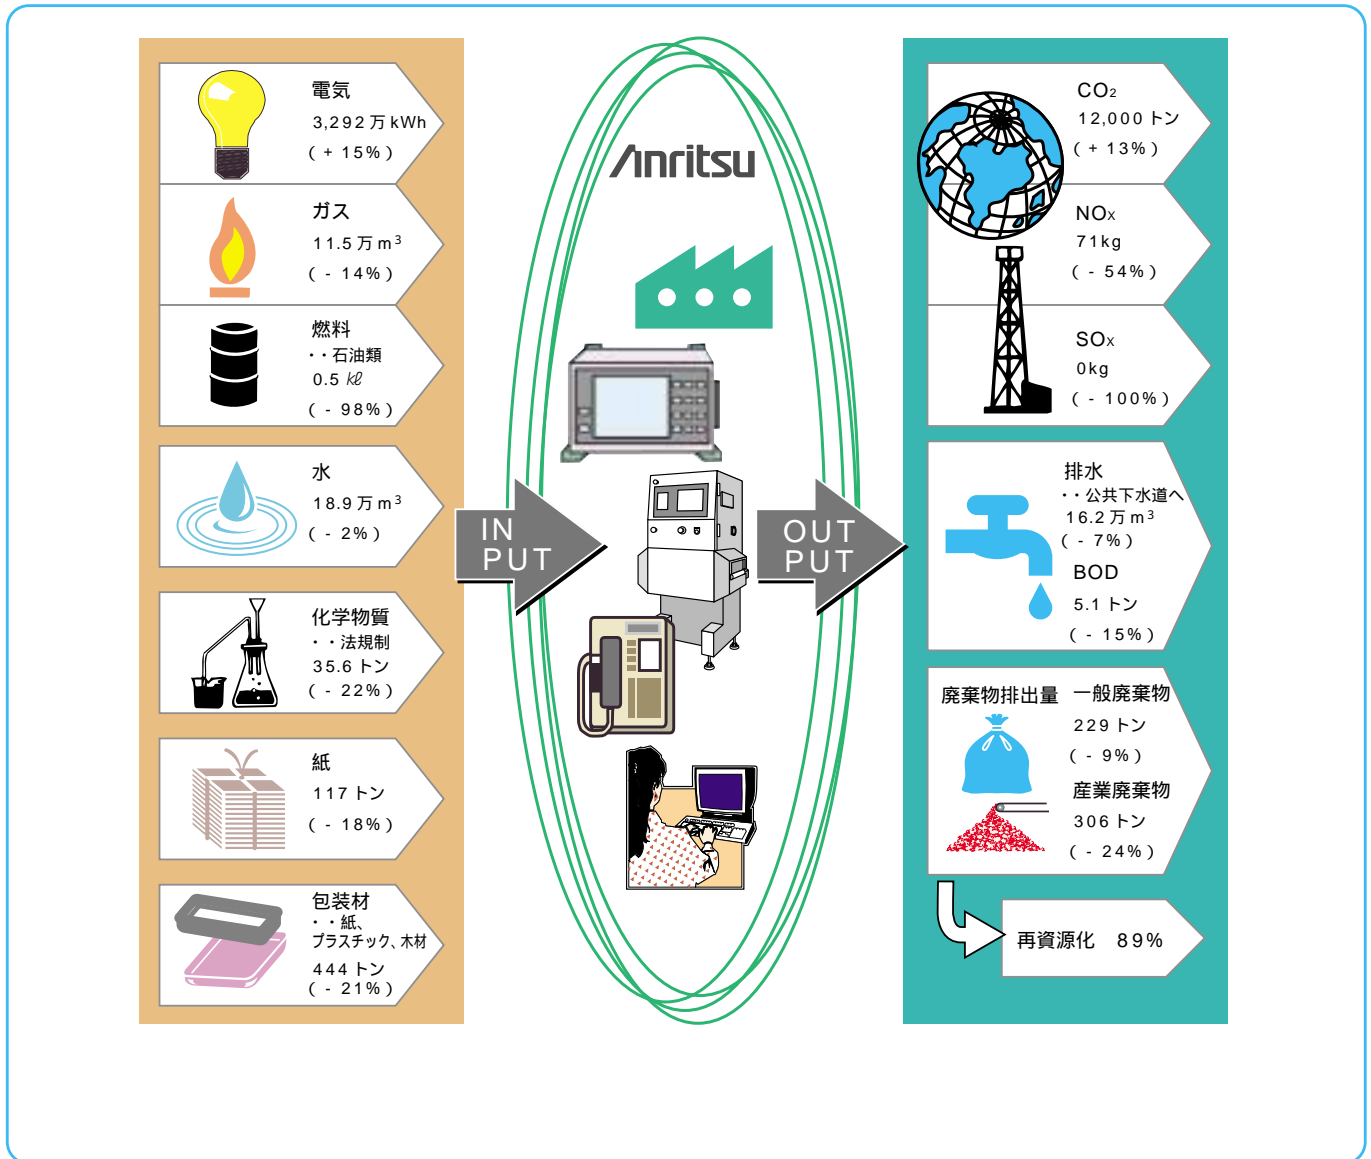 電気
3,292 万 kWh
( + 15% )
ガス
11.5 万 m³
( - 14% )
燃料
・・石油類
0.5 ㎘
( - 98% )
水
18.9 万 m³
( - 2% )
化学物質
・・法規制
35.6 トン
( - 22% )
紙
117 トン
( - 18% )
包装材
・・紙、
プラスチック、木材
444 トン
( - 21% )
Anritsu
IN
PUT
OUT
PUT
CO₂
12,000 トン
( + 13% )
NOx
71kg
( - 54% )
SOx
0kg
( - 100% )
排水
・・公共下水道へ
16.2 万 m³
( - 7% )
BOD
5.1 トン
( - 15% )
廃棄物排出量
一般廃棄物
229 トン
( - 9% )
産業廃棄物
306 トン
( - 24% )
再資源化 89%